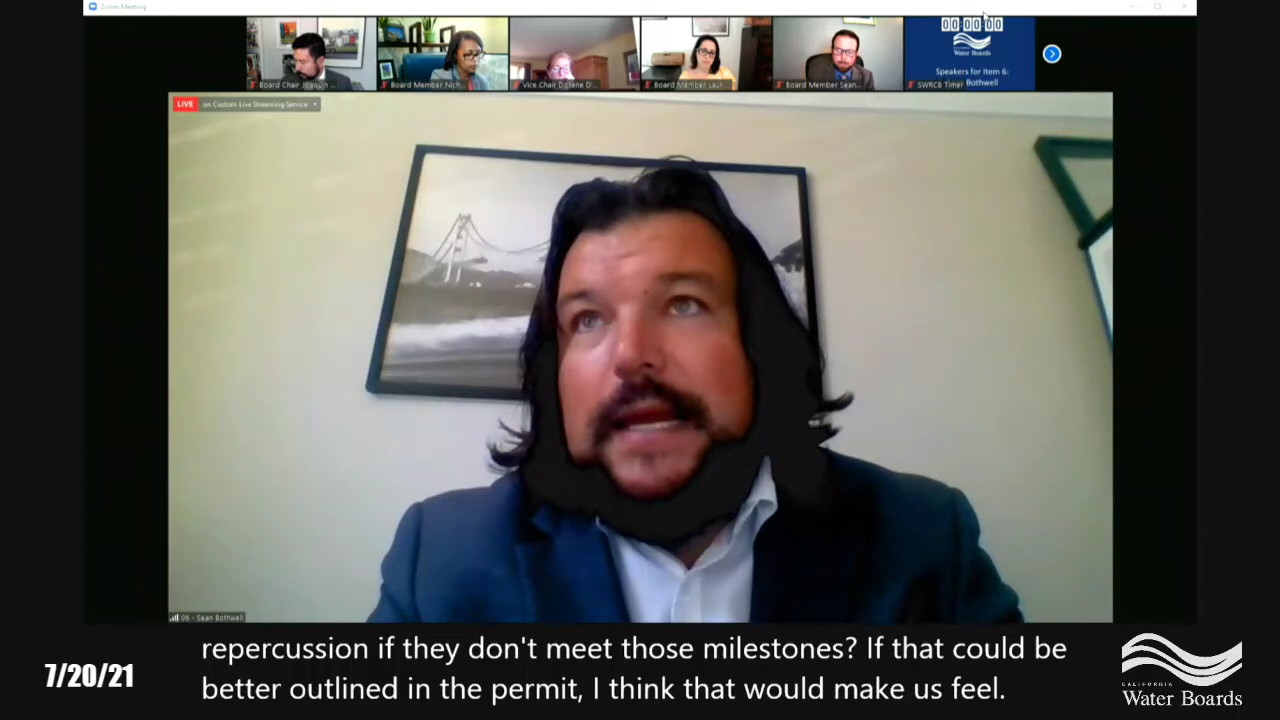 Zoom Meeting
00:00:00
Water Boards
Speakers for Item 6:
Bothwell
Board Chair Joaquin ...
Board Member Nich...
Vice Chair Dorene D'...
Board Member Laur...
Board Member Sean...
SWRCB Timer
LIVE on Custom Live Streaming Service
06 - Sean Bothwell
repercussion if they don't meet those milestones? If that could be
better outlined in the permit, I think that would make us feel.
7/20/21
CALIFORNIA
Water Boards